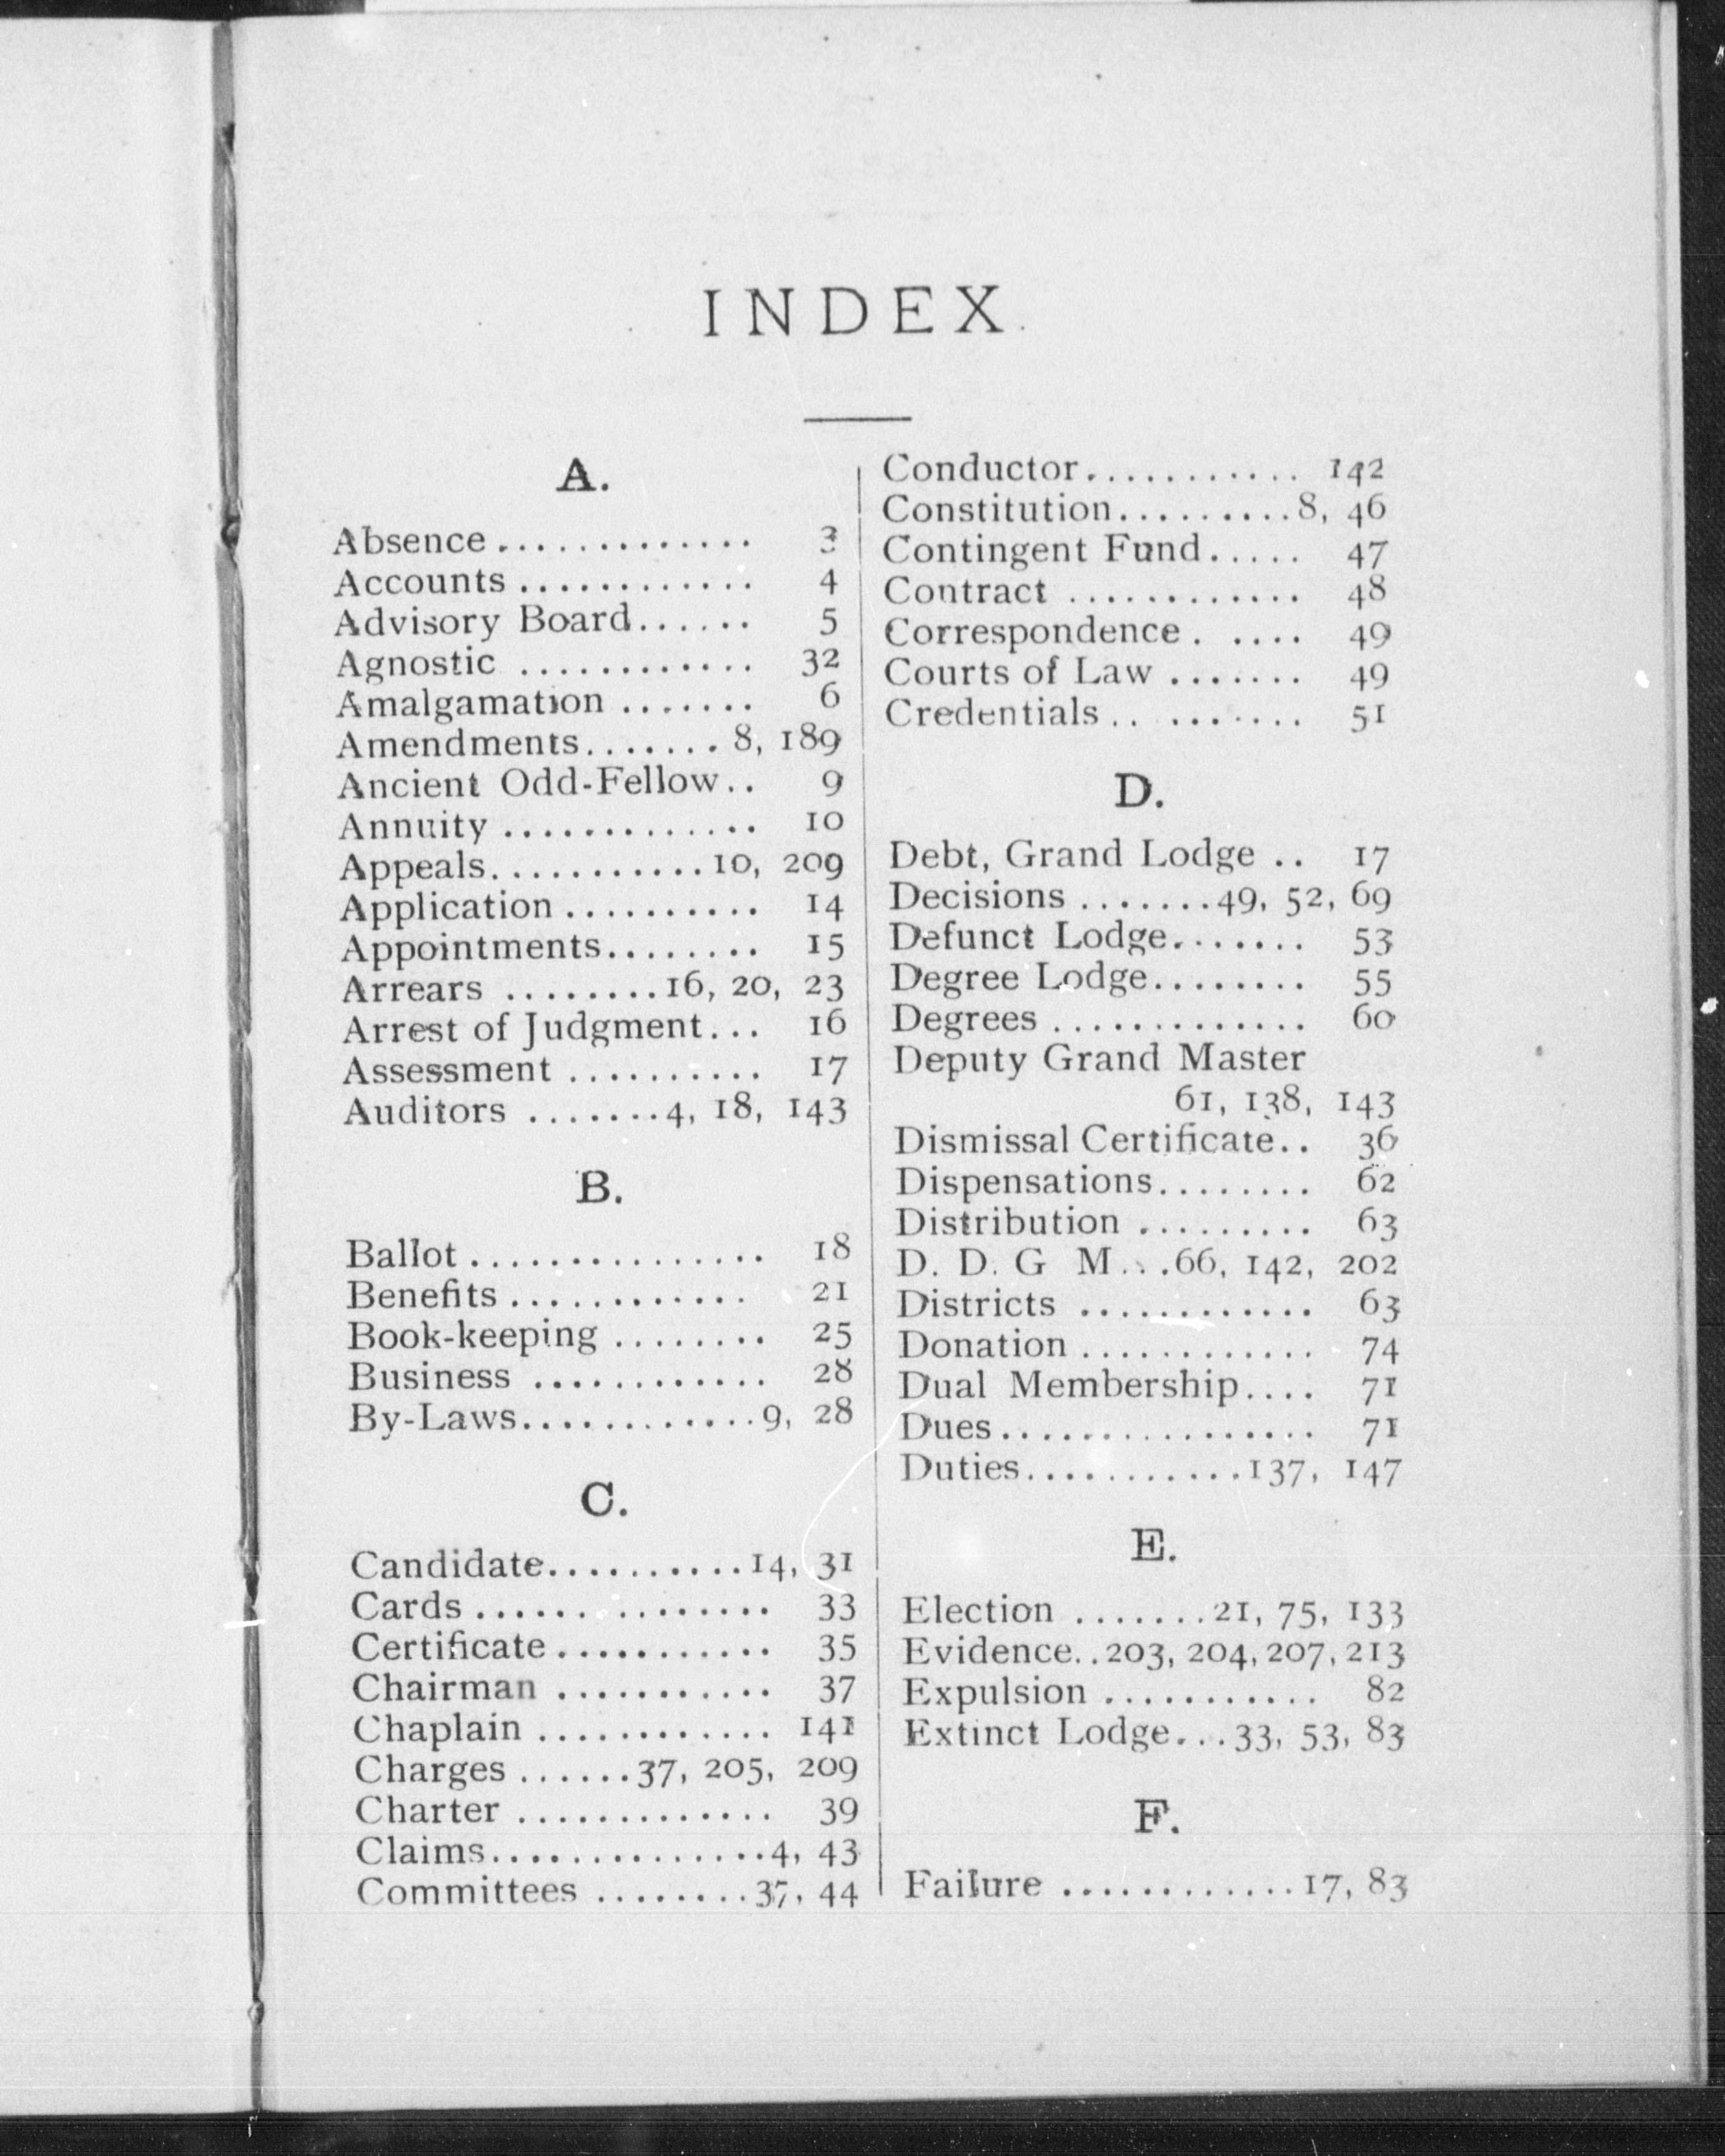 INDEX.
A.
Absence............. 3
Accounts............ 4
Advisory Board...... 5
Agnostic ............ 32
Amalgamation ....... 6
Amendments.......8, 189
Ancient Odd-Fellow.. 9
Annuity ............. 10
Appeals...........10, 209
Application.......... 14
Appointments........ 15
Arrears ........16, 20, 23
Arrest of Judgment... 16
Assessment .......... 17
Auditors .......4, 18, 143
B.
Ballot............... 18
Benefits............ 21
Book-keeping ........ 25
Business ............ 28
By-Laws............9, 28
C.
Candidate..........14, 31
Cards............... 33
Certificate........... 35
Chairman ........... 37
Chaplain ............ 141
Charges ......37, 205, 209
Charter ............. 39
Claims..............4, 43
Committees ........37, 44
Conductor........... 142
Constitution.........8, 46
Contingent Fund..... 47
Contract ............ 48
Correspondence. .... 49
Courts of Law ....... 49
Credentials.. ....... 51
D.
Debt, Grand Lodge .. 17
Decisions .......49, 52, 69
Defunct Lodge....... 53
Degree Lodge........ 55
Degrees ............. 60
Deputy Grand Master
61, 138, 143
Dismissal Certificate.. 36
Dispensations........ 62
Distribution ......... 63
D. D. G M...66, 142, 202
Districts ............ 63
Donation ............ 74
Dual Membership.... 71
Dues................ 71
Duties...........137, 147
E.
Election .......21, 75, 133
Evidence..203, 204, 207, 213
Expulsion ........... 82
Extinct Lodge...33, 53, 83
F.
Failure ............17, 83